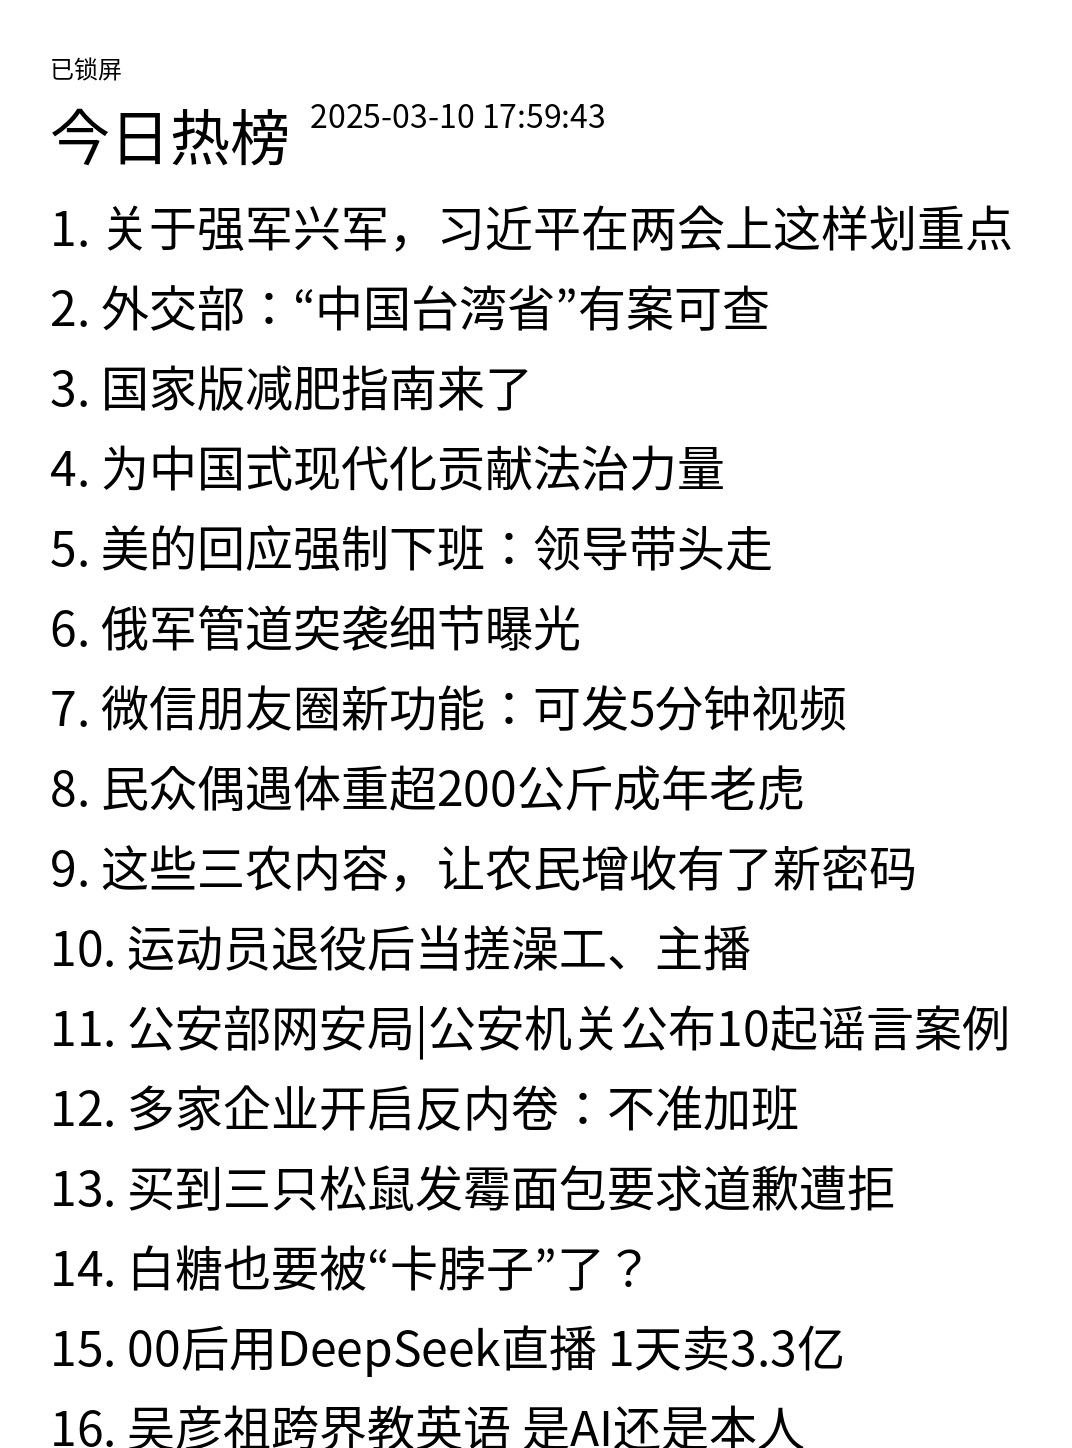 已锁屏
今日热榜 2025-03-10 17:59:43
1. 关于强军兴军，习近平在两会上这样划重点
2. 外交部：“中国台湾省”有案可查
3. 国家版减肥指南来了
4. 为中国式现代化贡献法治力量
5. 美的回应强制下班：领导带头走
6. 俄军管道突袭细节曝光
7. 微信朋友圈新功能：可发5分钟视频
8. 民众偶遇体重超200公斤成年老虎
9. 这些三农内容，让农民增收有了新密码
10. 运动员退役后当搓澡工、主播
11. 公安部网安局|公安机关公布10起谣言案例
12. 多家企业开启反内卷：不准加班
13. 买到三只松鼠发霉面包要求道歉遭拒
14. 白糖也要被“卡脖子”了？
15. 00后用DeepSeek直播 1天卖3.3亿
16. 吴彦祖跨界教英语 是AI还是本人